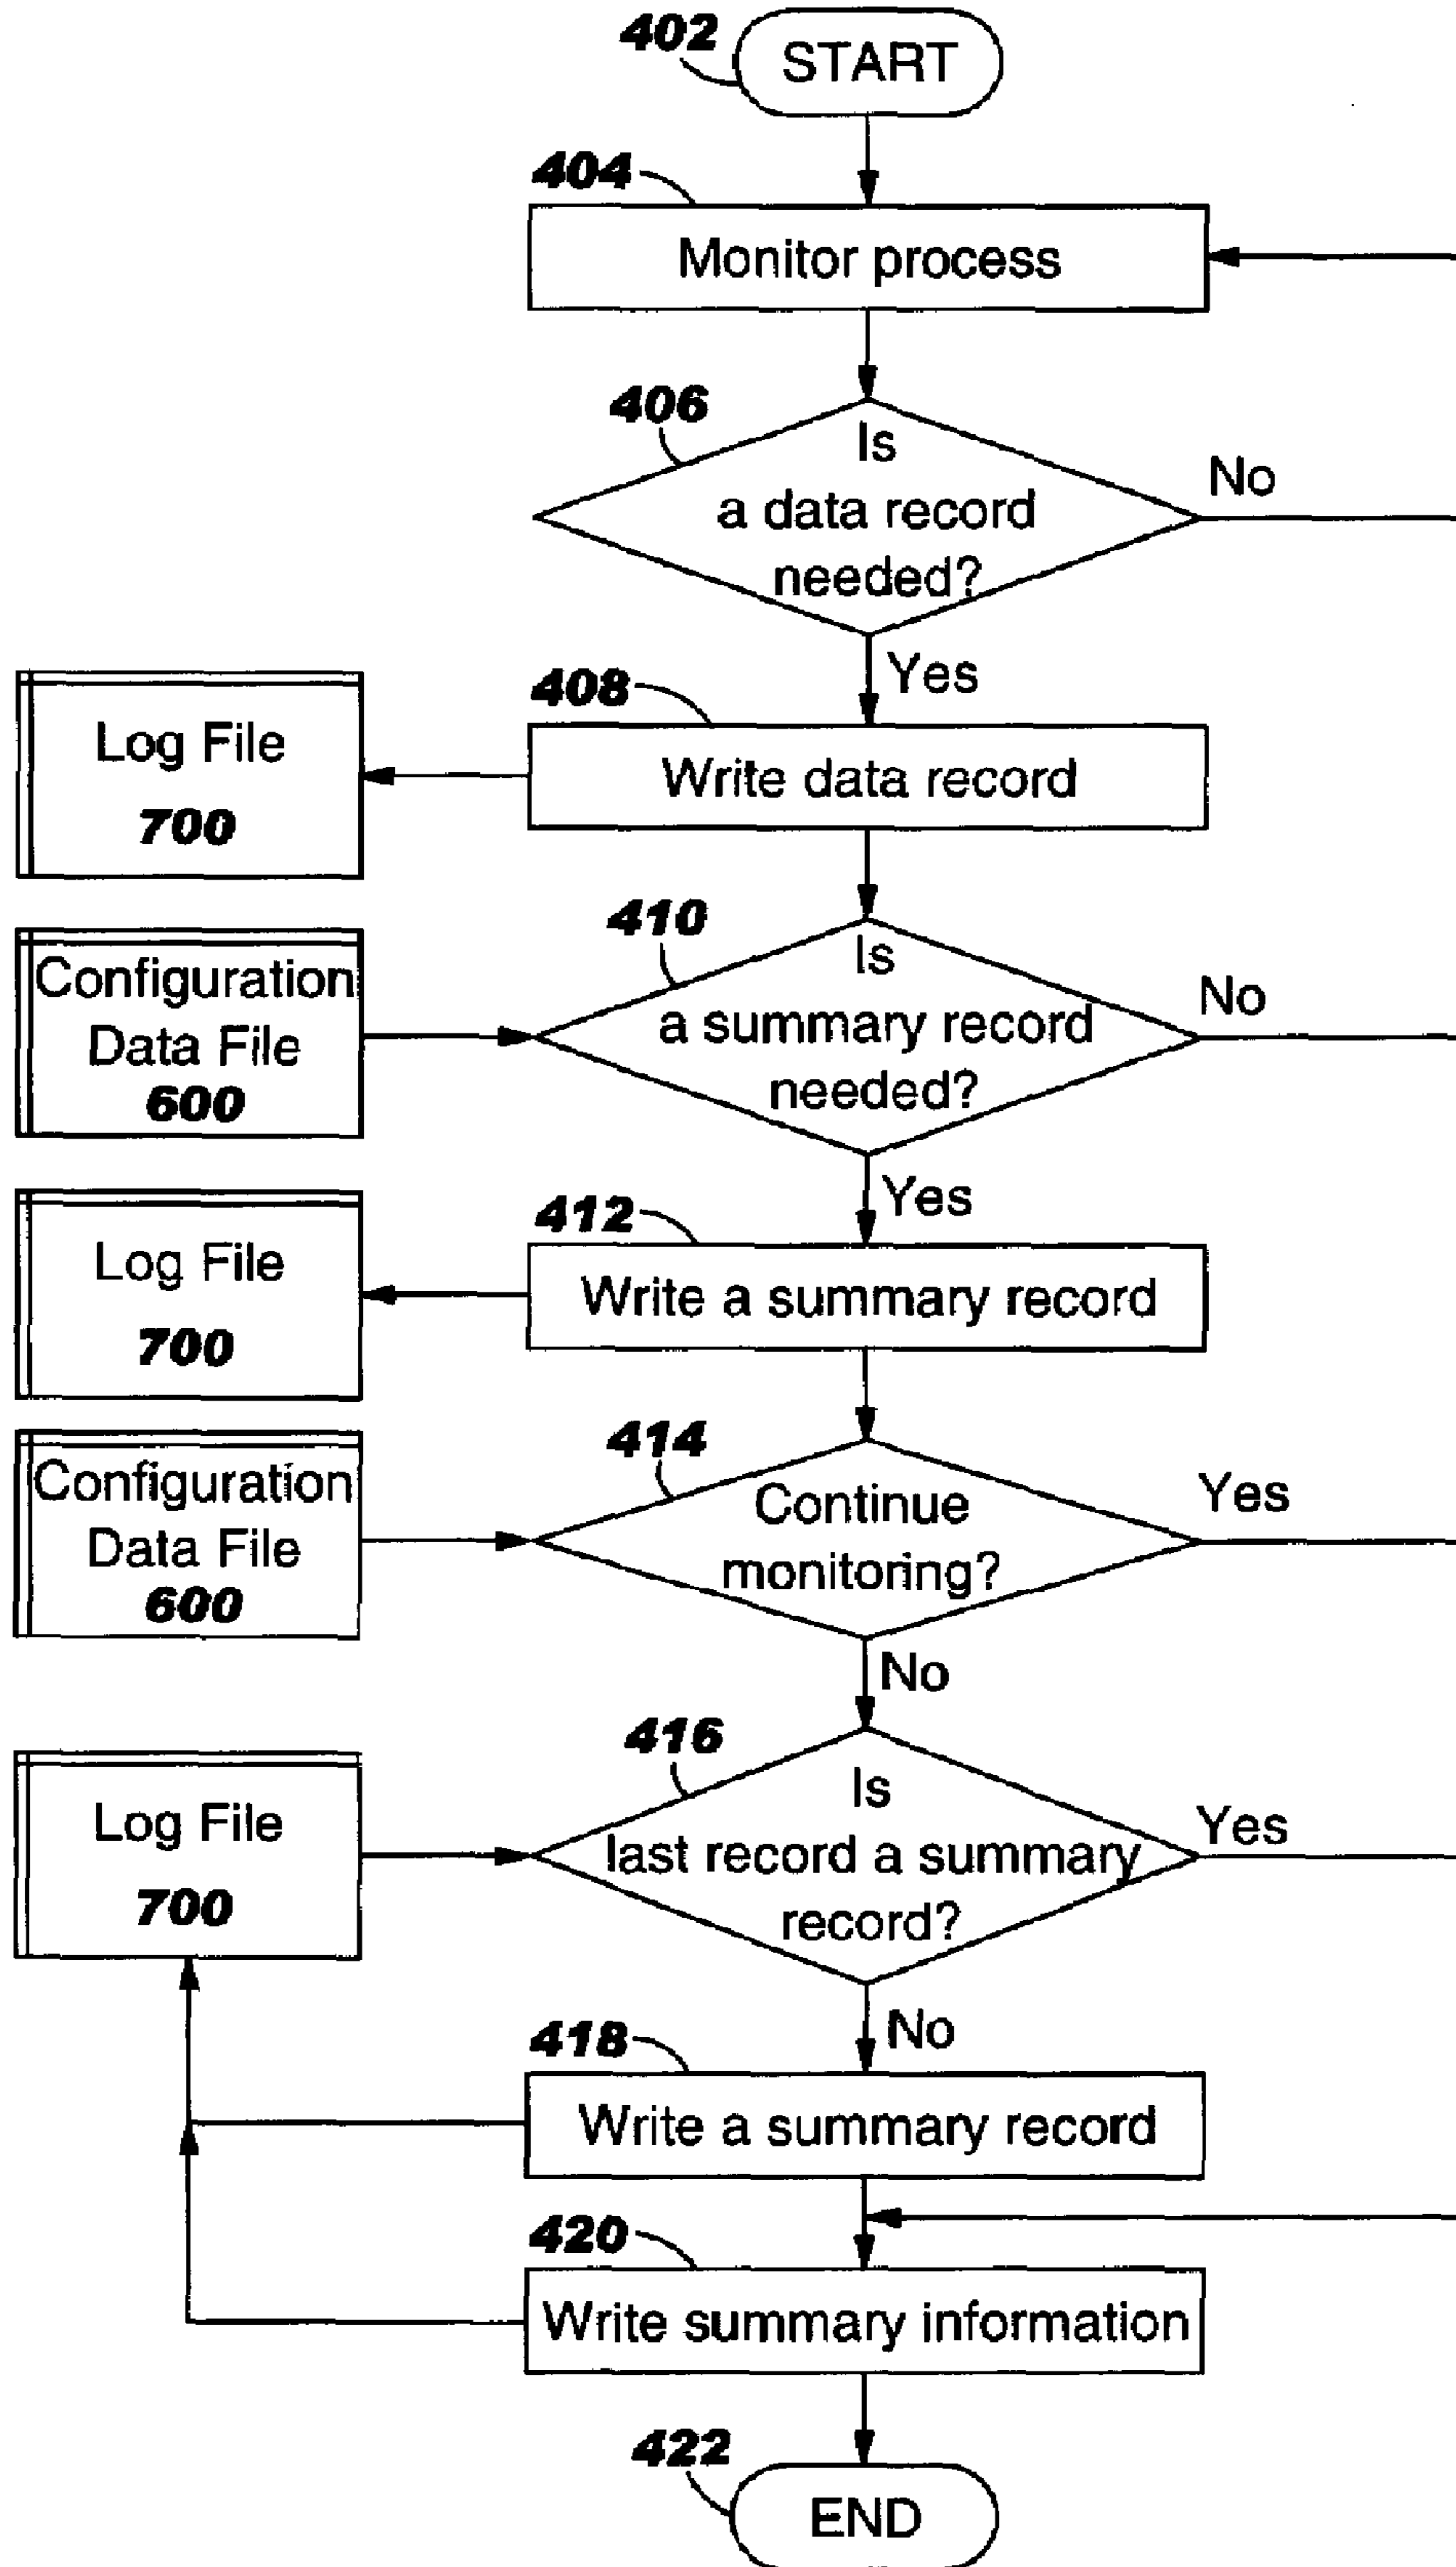 402
START
404
Monitor process
406
Is
a data record
needed?
No
Yes
Log File
700
408
Write data record
Configuration
Data File
600
410
Is
a summary record
needed?
No
Yes
Log File
700
412
Write a summary record
Configuration
Data File
600
414
Continue
monitoring?
Yes
No
Log File
700
416
Is
last record a summary
record?
Yes
No
418
Write a summary record
420
Write summary information
422
END